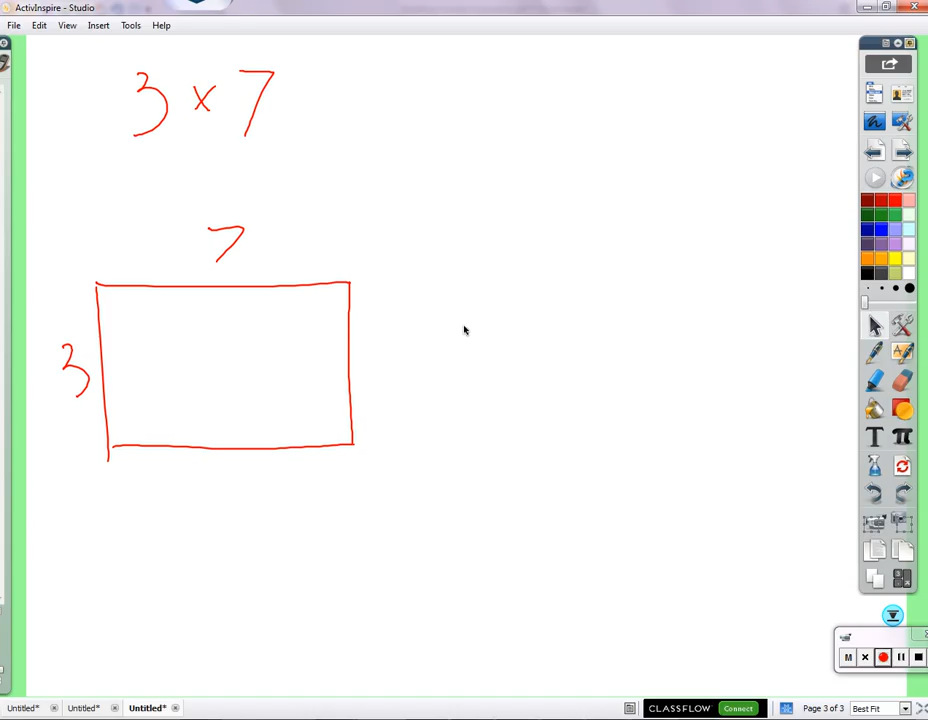 ActivInspire - Studio
File Edit View Insert Tools Help
3 x 7
7
3
M
Untitled* Untitled* Untitled* CLASSFLOW Connect Page 3 of 3 Best Fit